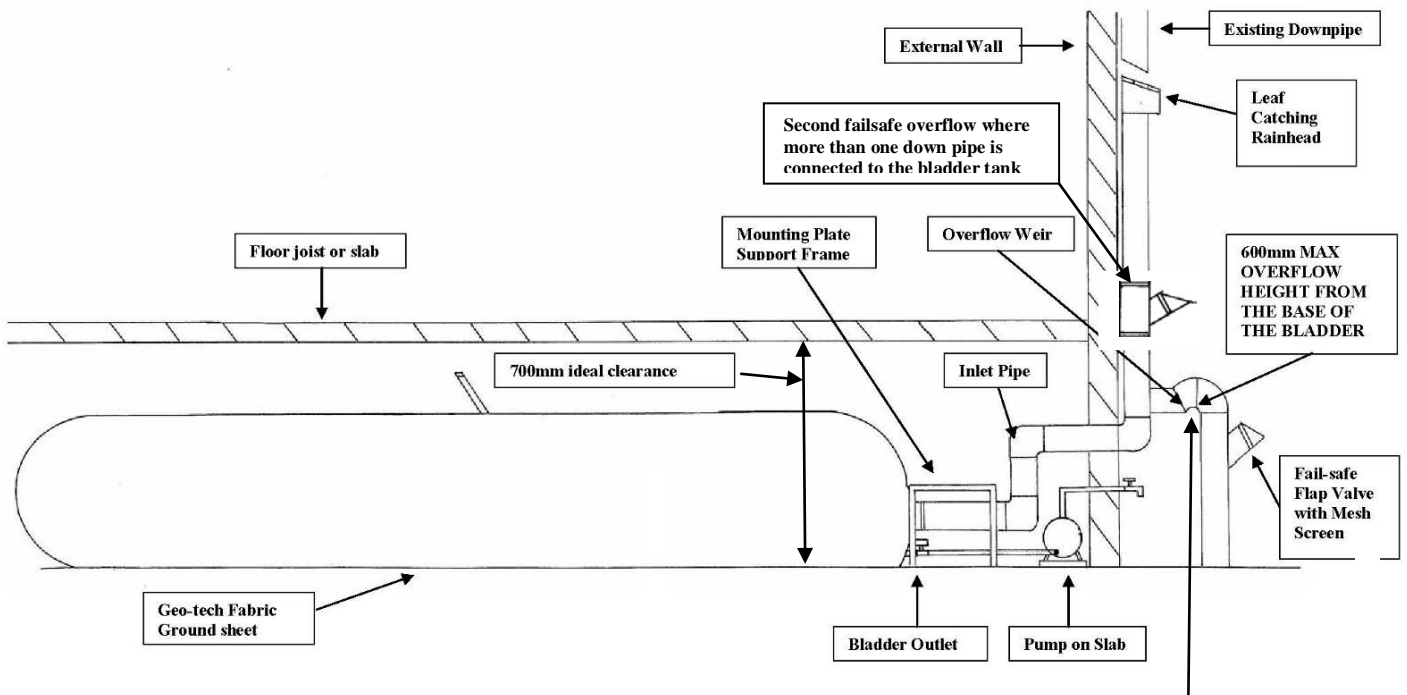 Existing Downpipe
External Wall
Leaf
Catching
Rainhead
Second failsafe overflow where
more than one down pipe is
connected to the bladder tank
Mounting Plate
Support Frame
Overflow Weir
600mm MAX
OVERFLOW
HEIGHT FROM
THE BASE OF
THE BLADDER
Floor joist or slab
700mm ideal clearance
Inlet Pipe
Fail-safe
Flap Valve
with Mesh
Screen
Geo-tech Fabric
Ground sheet
Bladder Outlet
Pump on Slab